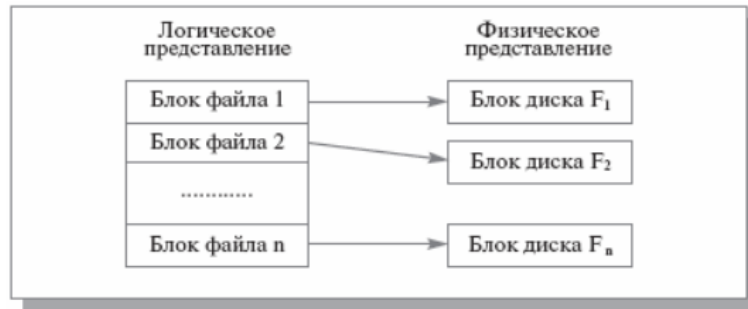 Логическое
представление
Физическое
представление
Блок файла 1
Блок диска F₁
Блок файла 2
Блок диска F₂
............
Блок файла n
Блок диска Fₙ